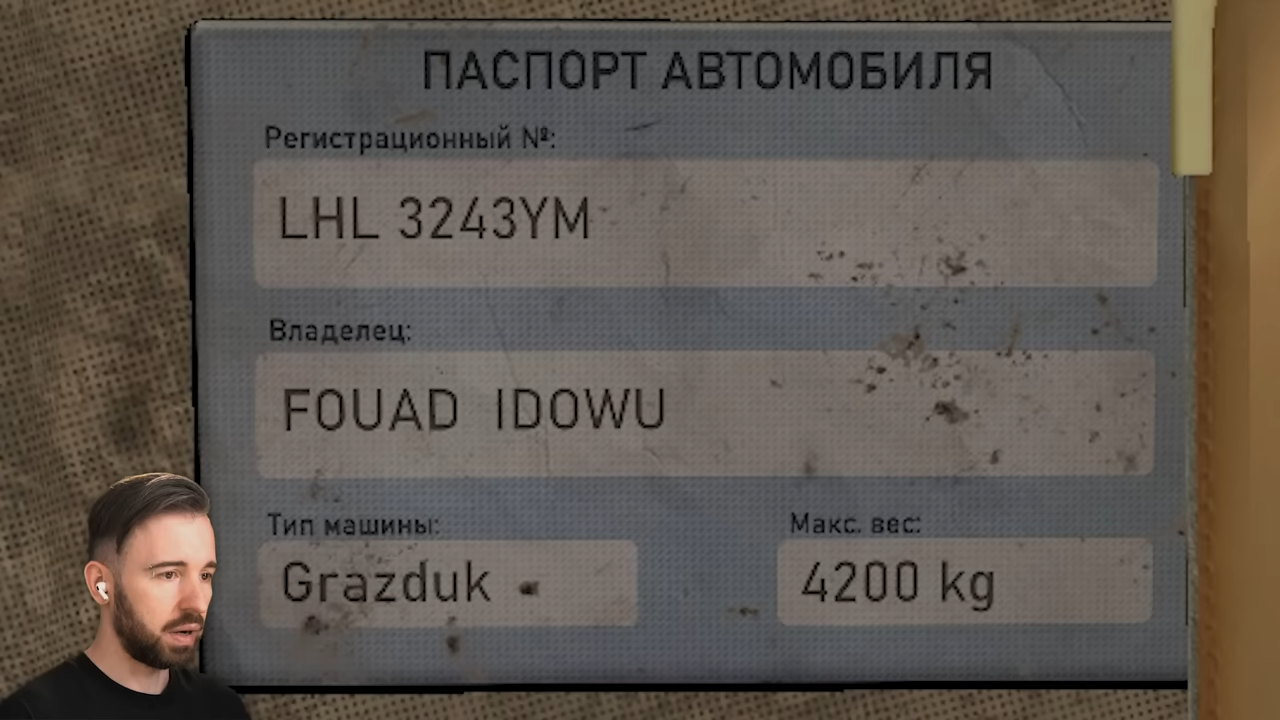 ПАСПОРТ АВТОМОБИЛЯ
Регистрационный №:
LHL 3243YM
Владелец:
FOUAD IDOWU
Тип машины:
Grazduk
Макс. вес:
4200 kg